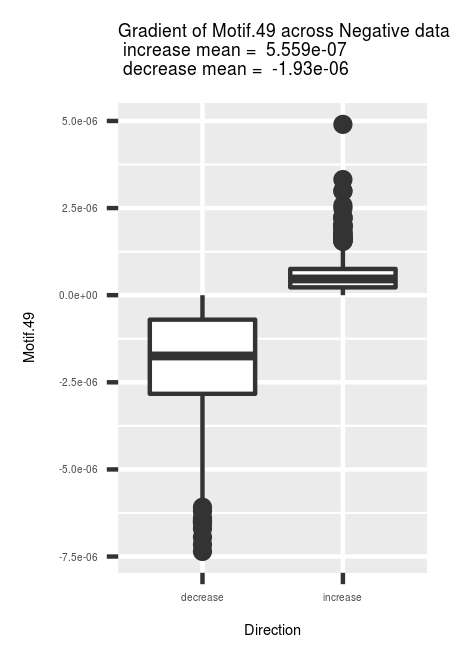 Gradient of Motif.49 across Negative data
increase mean =  5.559e-07
decrease mean =  -1.93e-06
5.0e-06
2.5e-06
0.0e+00
-2.5e-06
-5.0e-06
-7.5e-06
Motif.49
decrease
increase
Direction